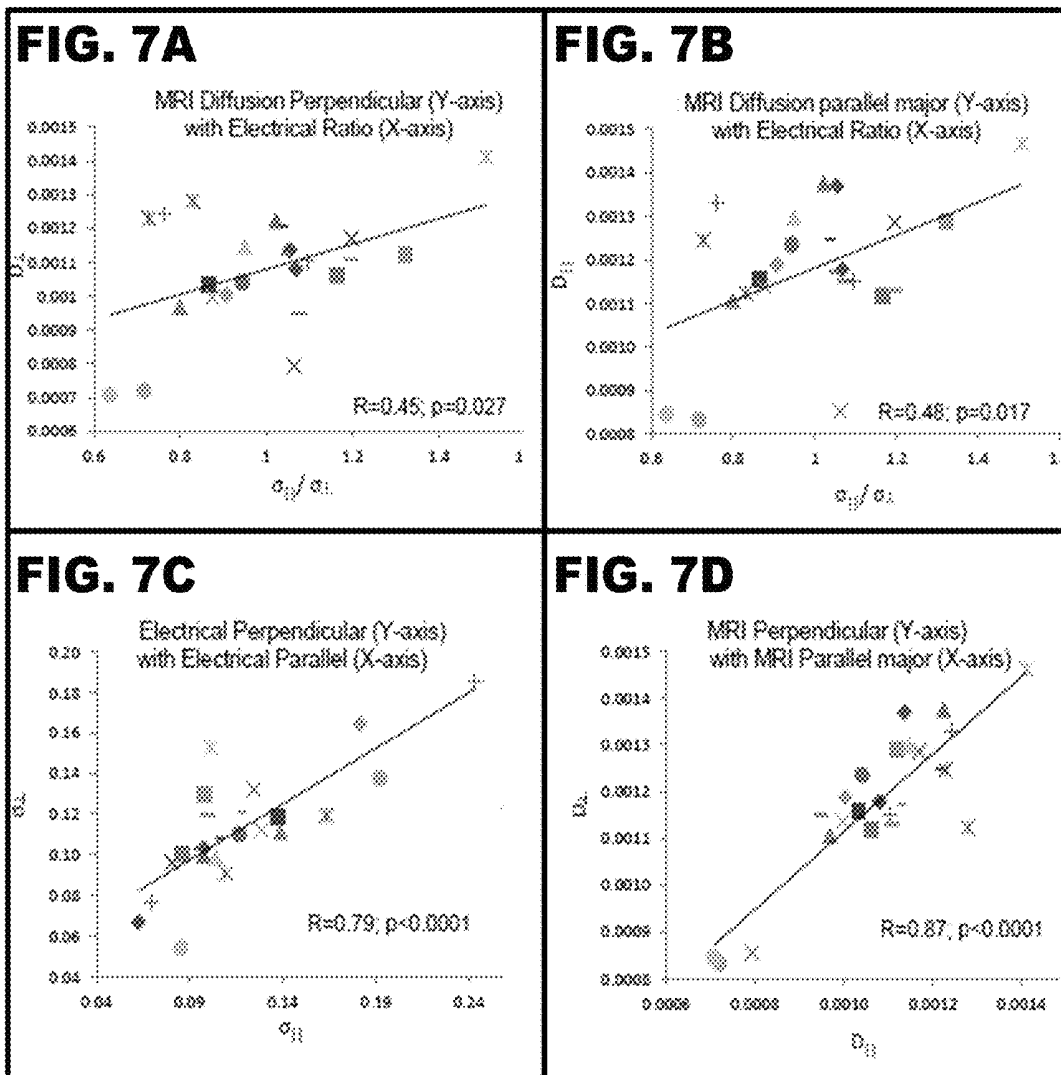 FIG. 7A
MRI Diffusion Perpendicular (Y-axis)
with Electrical Ratio (X-axis)
0.0015
0.0014
0.0013
0.0012
0.0011
0.001
0.0009
0.0008
0.0007
0.0006
D⊥
R=0.45; p=0.027
0.6 0.8 1 1.2 1.4 1
σ||/ σ⊥
FIG. 7B
MRI Diffusion parallel major (Y-axis)
with Electrical Ratio (X-axis)
0.0015
0.0014
0.0013
0.0012
0.0011
0.0010
0.0009
0.0008
D||
R=0.48; p=0.017
0.6 0.8 1 1.2 1.4 1.
σ||/ σ⊥
FIG. 7C
Electrical Perpendicular (Y-axis)
with Electrical Parallel (X-axis)
0.20
0.18
0.16
0.14
0.12
0.10
0.08
0.06
0.04
σ⊥
R=0.79; p<0.0001
0.04 0.09 0.14 0.19 0.24
σ||
FIG. 7D
MRI Perpendicular (Y-axis)
with MRI Parallel major (X-axis)
0.0015
0.0014
0.0013
0.0012
0.0011
0.0010
0.0009
0.0008
D⊥
R=0.87; p<0.0001
0.0006 0.0008 0.0010 0.0012 0.0014
D||